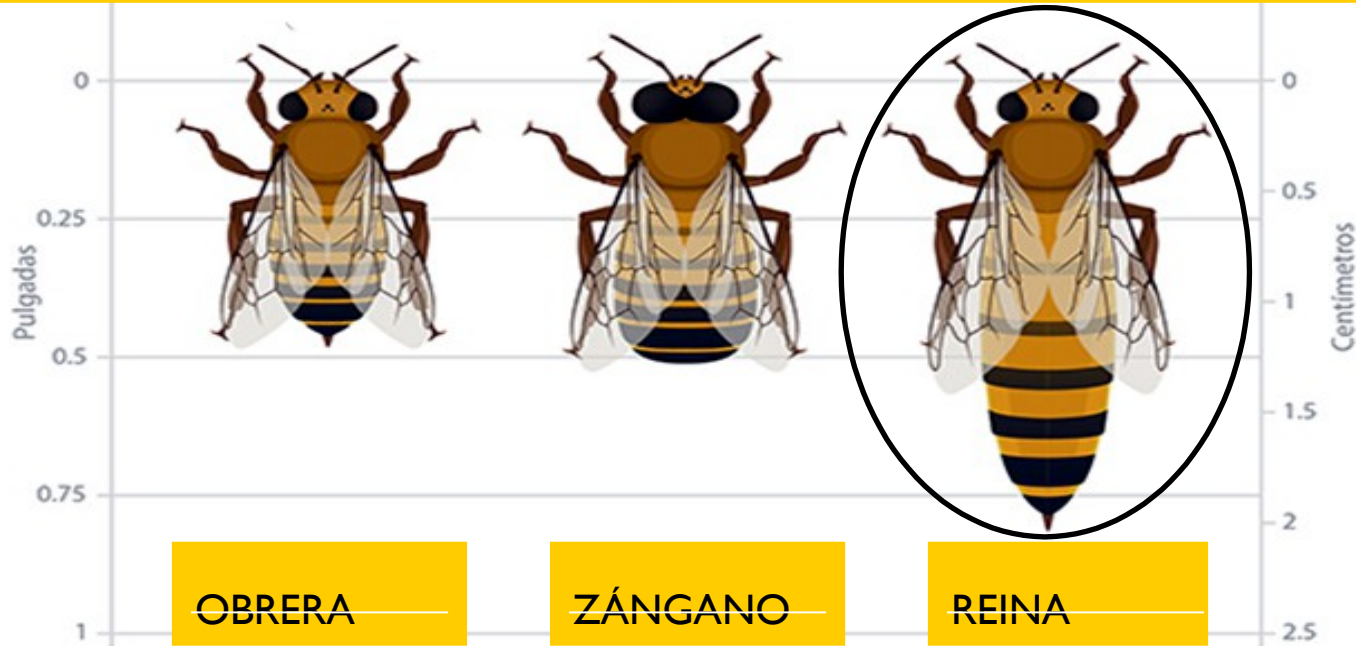 Pulgadas
0
0.25
0.5
0.75
1
OBRERA
ZÁNGANO
REINA
0
0.5
1
1.5
2
2.5
Centímetros